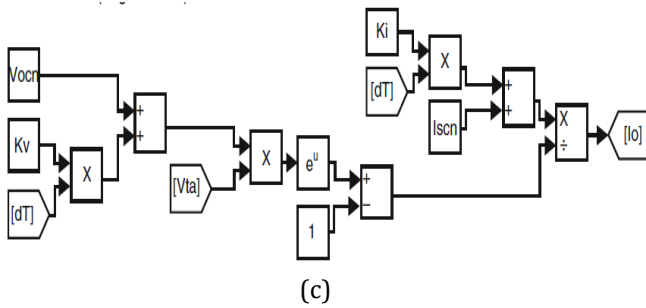 Ki
X
Vocn
[dT]
+
+
+
+
Iscn
X
÷
[Io]
Kv
X
X
e^u
[dT]
[Vta]
+
−
1
(c)